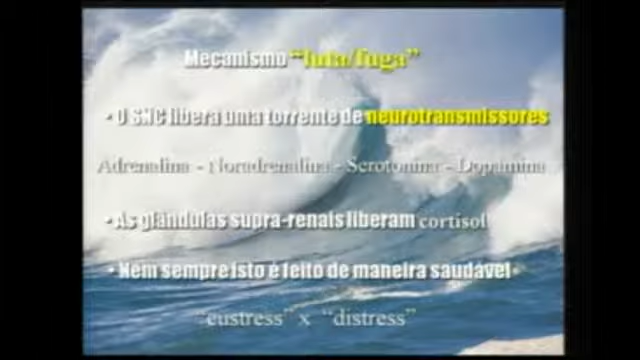 Mecanismo “luta/fuga”
• O SNC libera uma torrente de neurotransmissores
Adrenalina - Noradrenalina - Serotonina - Dopamina
• As glândulas supra-renais liberam cortisol
• Nem sempre isto é feito de maneira saudável
“eustress” x “distress”